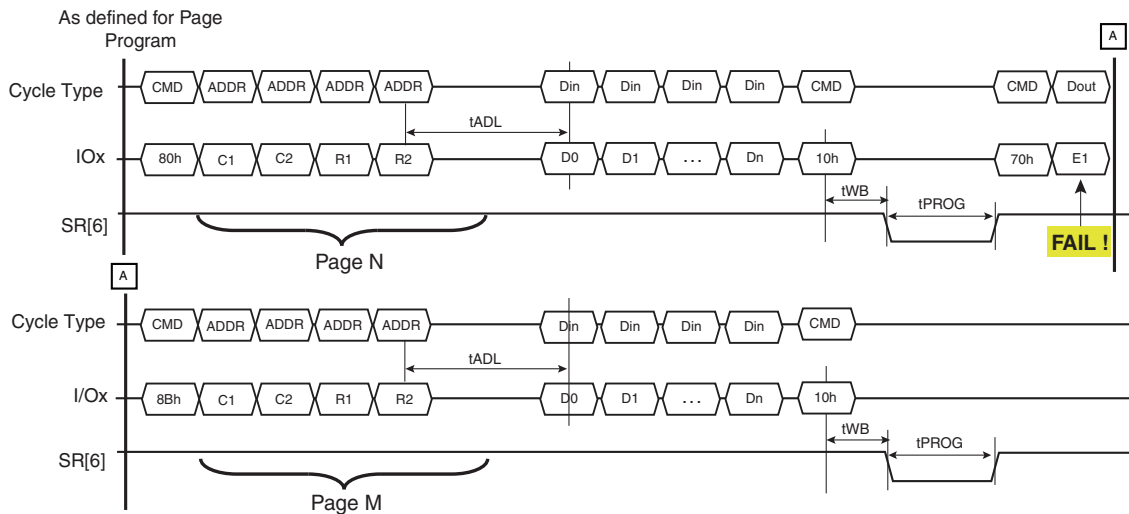 As defined for Page
Program
A
Cycle Type CMD ADDR ADDR ADDR ADDR Din Din Din Din CMD CMD Dout
tADL
IOx 80h C1 C2 R1 R2 D0 D1 ... Dn 10h 70h E1
tWB tPROG
SR[6]
FAIL !
Page N
A
Cycle Type CMD ADDR ADDR ADDR ADDR Din Din Din Din CMD
tADL
I/Ox 8Bh C1 C2 R1 R2 D0 D1 ... Dn 10h
tWB tPROG
SR[6]
Page M